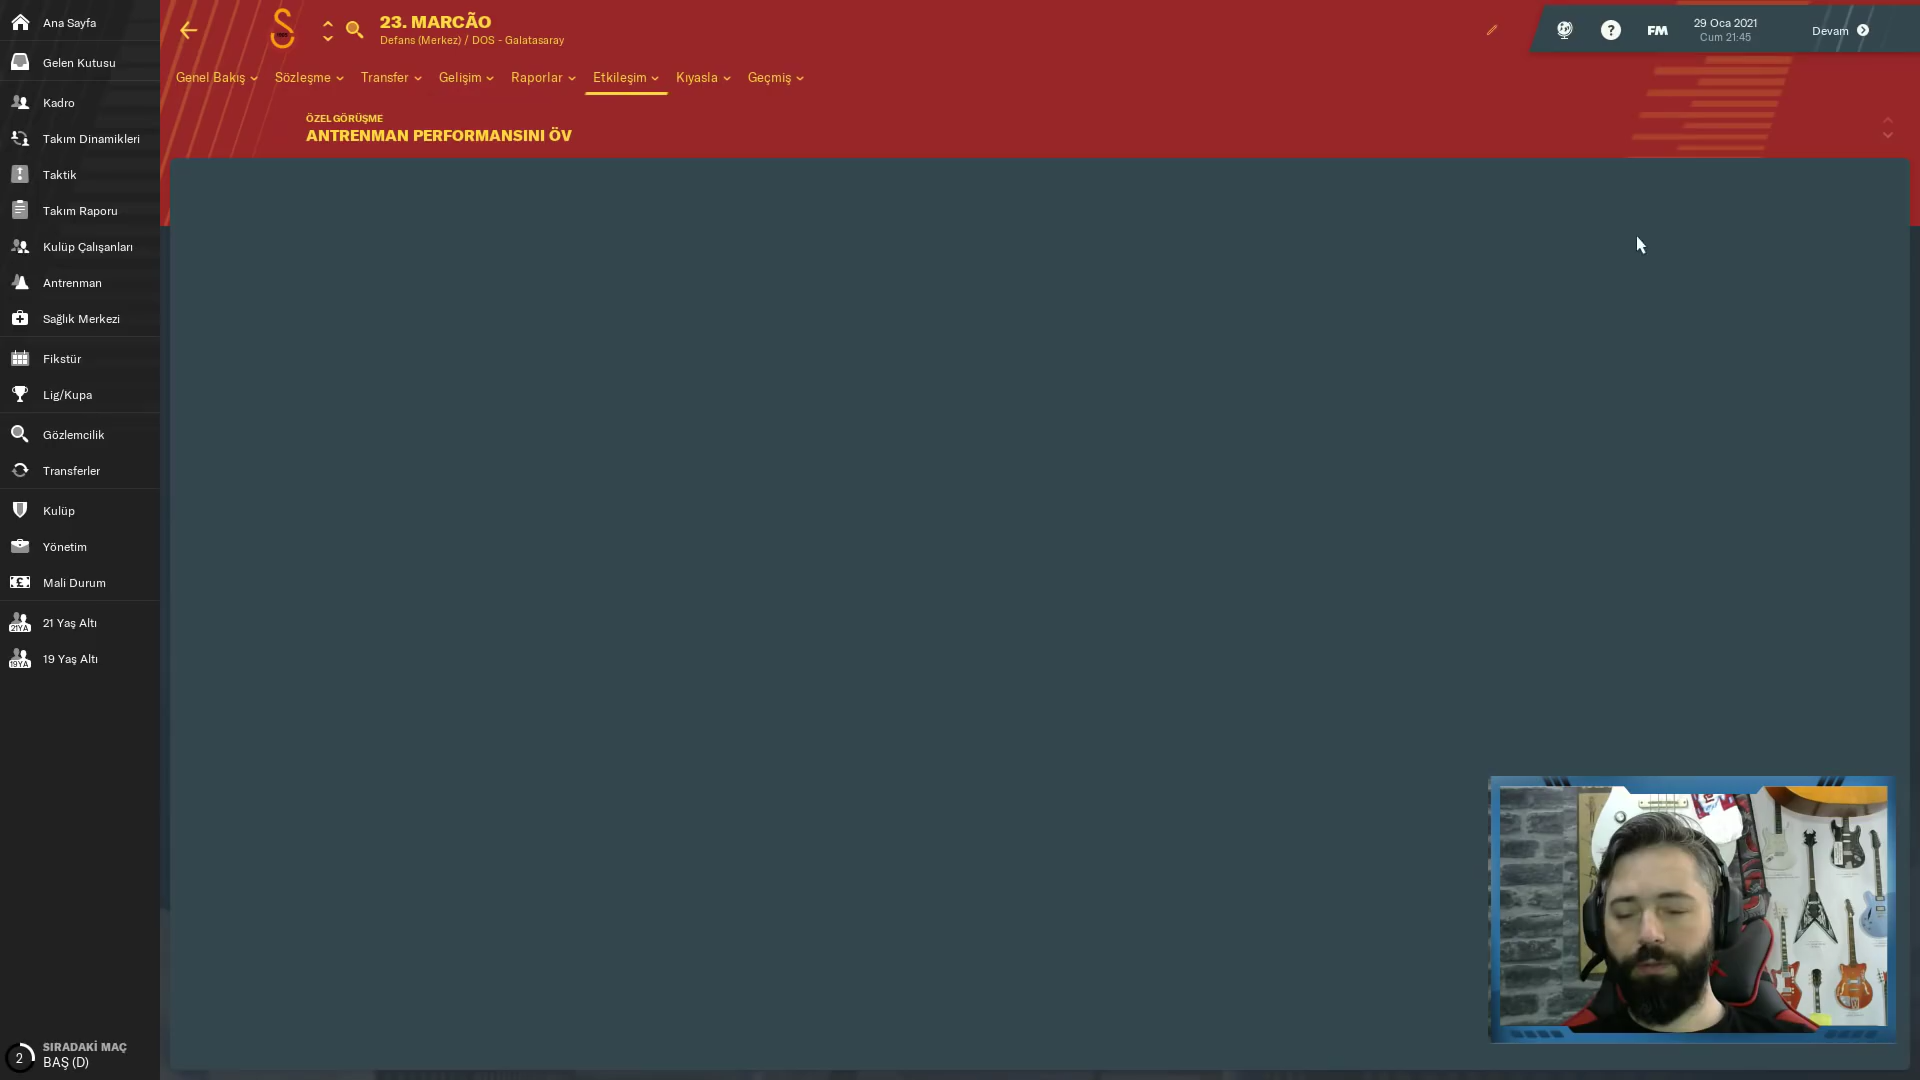 Ana Sayfa
Gelen Kutusu
Kadro
Takım Dinamikleri
Taktik
Takım Raporu
Kulüp Çalışanları
Antrenman
Sağlık Merkezi
Fikstür
Lig/Kupa
Gözlemcilik
Transferler
Kulüp
Yönetim
Mali Durum
21YA
21 Yaş Altı
19YA
19 Yaş Altı
2
SIRADAKİ MAÇ
BAŞ (D)
23. MARCÃO
Defans (Merkez) / DOS - Galatasaray
?
FM
29 Oca 2021
Cum 21:45
Devam
Genel Bakış
Sözleşme
Transfer
Gelişim
Raporlar
Etkileşim
Kıyasla
Geçmiş
ÖZEL GÖRÜŞME
ANTRENMAN PERFORMANSINI ÖV